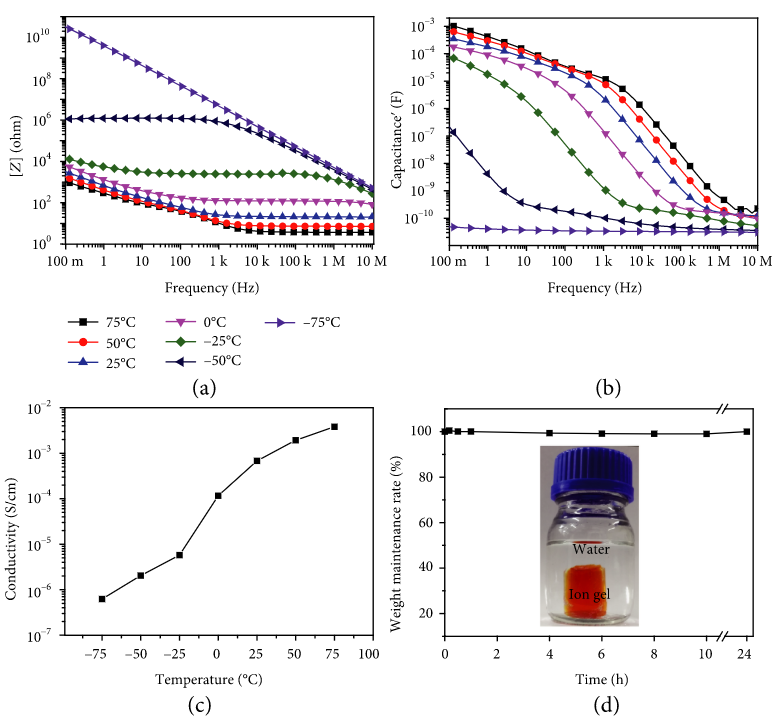 [Z] (ohm)
10^10
10^8
10^6
10^4
10^2
10^0
100 m 1 10 100 1 k 10 k 100 k 1 M 10 M
Frequency (Hz)
75°C
50°C
25°C
0°C
–25°C
–50°C
–75°C
(a)
Capacitance′ (F)
10^−3
10^−4
10^−5
10^−6
10^−7
10^−8
10^−9
10^−10
100 m 1 10 100 1 k 10 k 100 k 1 M 10 M
Frequency (Hz)
(b)
Conductivity (S/cm)
10^−2
10^−3
10^−4
10^−5
10^−6
10^−7
–75 –50 –25 0 25 50 75 100
Temperature (°C)
(c)
Weight maintenance rate (%)
100
80
60
40
20
Water
Ion gel
0 2 4 6 8 10 24
Time (h)
(d)